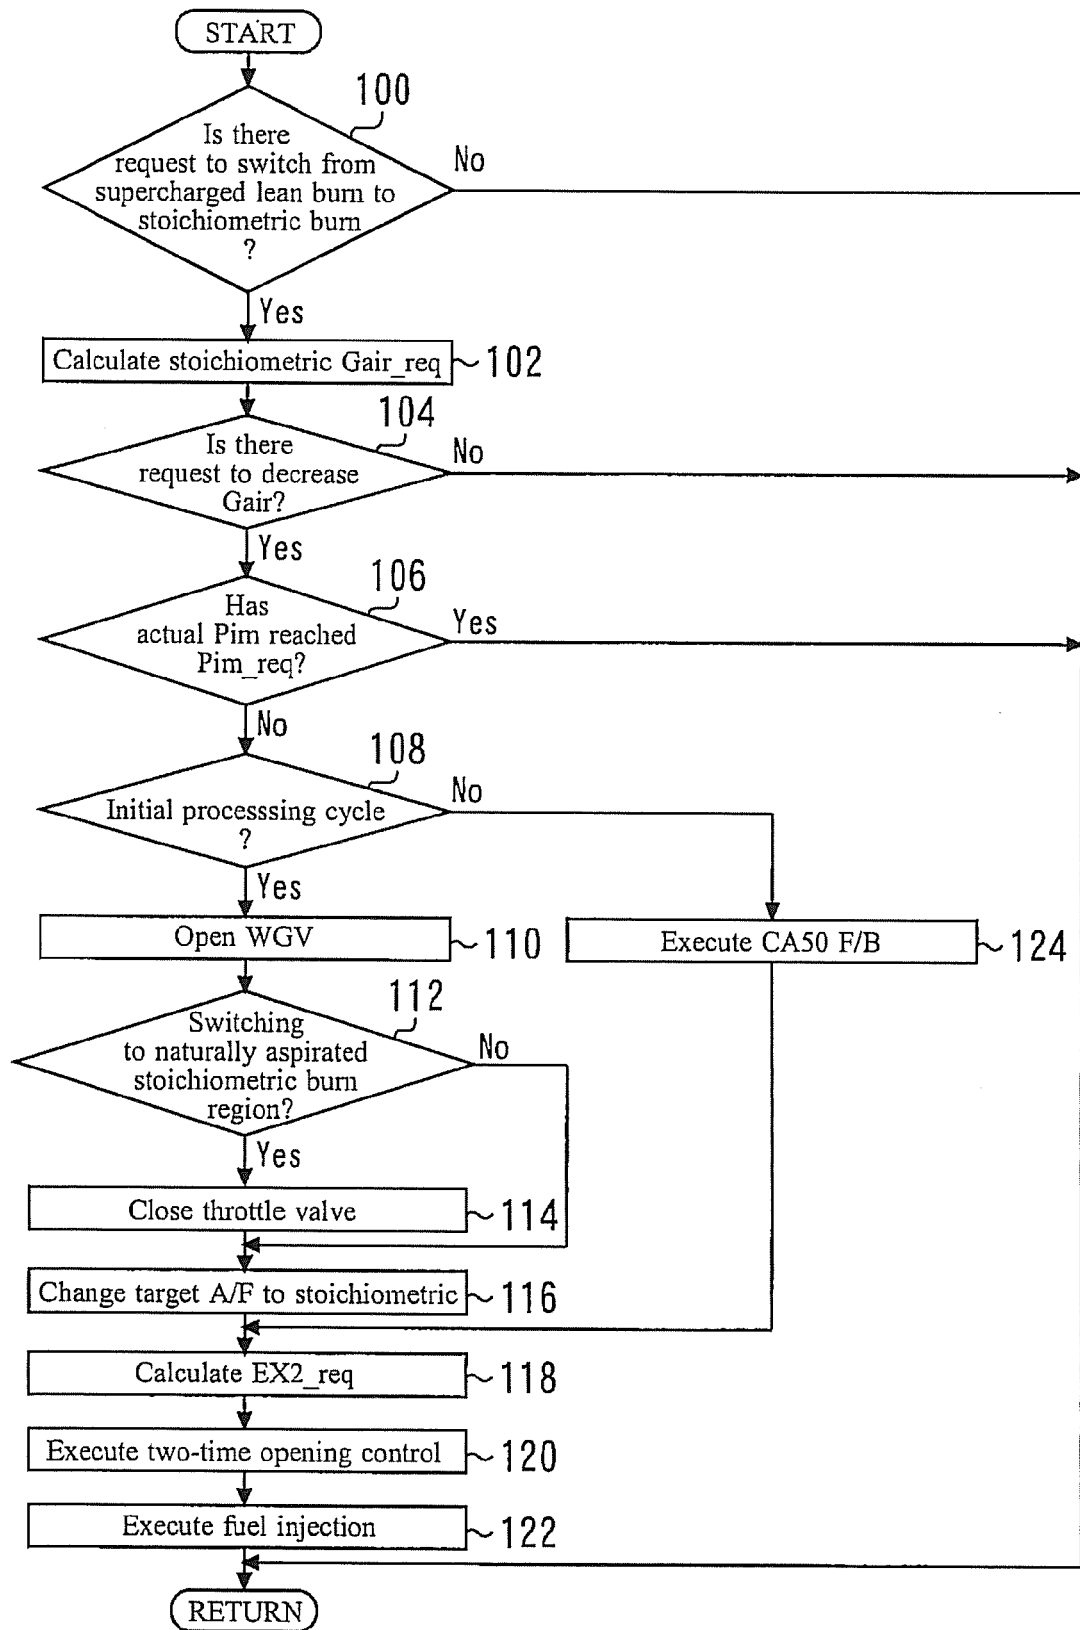 START
100
Is there
request to switch from
supercharged lean burn to
stoichiometric burn
?
No
Yes
Calculate stoichiometric Gair_req
102
104
Is there
request to decrease
Gair?
No
Yes
106
Has
actual Pim reached
Pim_req?
Yes
No
108
Initial processsing cycle
?
No
Yes
Open WGV
110
Execute CA50 F/B
124
112
Switching
to naturally aspirated
stoichiometric burn
region?
No
Yes
Close throttle valve
114
Change target A/F to stoichiometric
116
Calculate EX2_req
118
Execute two-time opening control
120
Execute fuel injection
122
RETURN